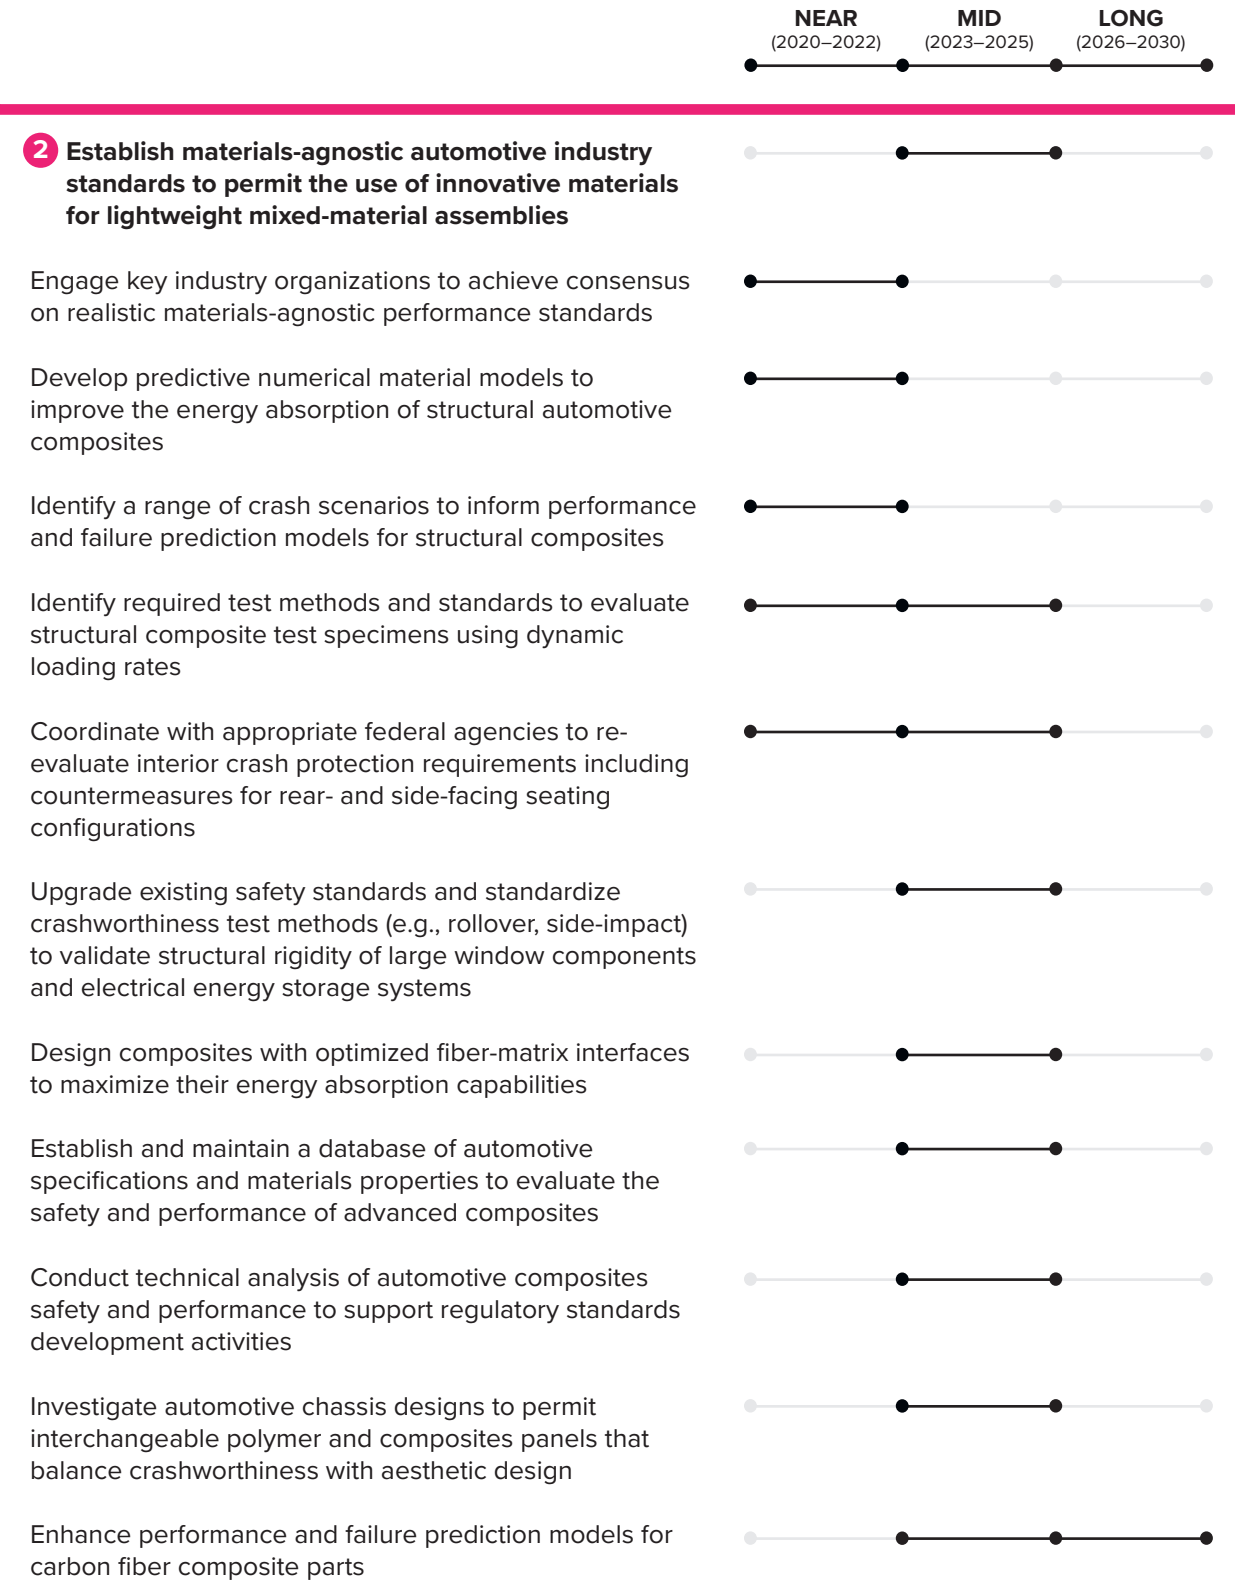 NEAR MID LONG
(2020–2022) (2023–2025) (2026–2030)
2 Establish materials-agnostic automotive industry
standards to permit the use of innovative materials
for lightweight mixed-material assemblies
Engage key industry organizations to achieve consensus
on realistic materials-agnostic performance standards
Develop predictive numerical material models to
improve the energy absorption of structural automotive
composites
Identify a range of crash scenarios to inform performance
and failure prediction models for structural composites
Identify required test methods and standards to evaluate
structural composite test specimens using dynamic
loading rates
Coordinate with appropriate federal agencies to re-
evaluate interior crash protection requirements including
countermeasures for rear- and side-facing seating
configurations
Upgrade existing safety standards and standardize
crashworthiness test methods (e.g., rollover, side-impact)
to validate structural rigidity of large window components
and electrical energy storage systems
Design composites with optimized fiber-matrix interfaces
to maximize their energy absorption capabilities
Establish and maintain a database of automotive
specifications and materials properties to evaluate the
safety and performance of advanced composites
Conduct technical analysis of automotive composites
safety and performance to support regulatory standards
development activities
Investigate automotive chassis designs to permit
interchangeable polymer and composites panels that
balance crashworthiness with aesthetic design
Enhance performance and failure prediction models for
carbon fiber composite parts